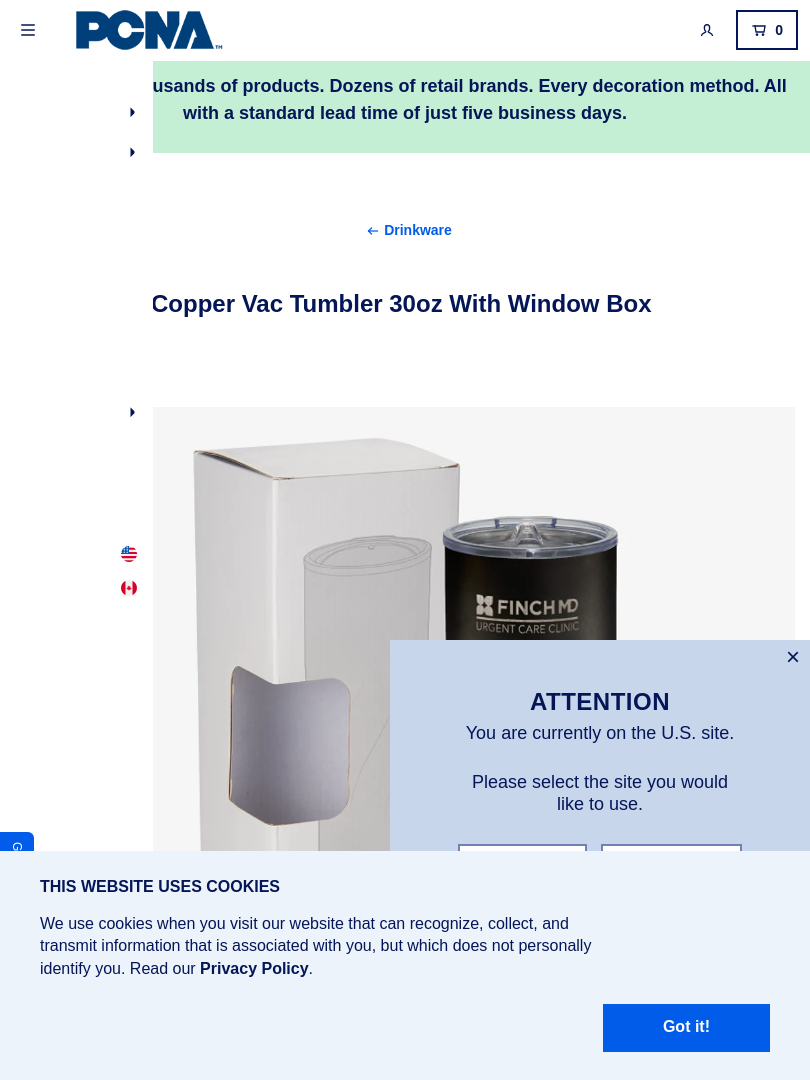 PCNA™
0
usands of products. Dozens of retail brands. Every decoration method. All
with a standard lead time of just five business days.
Drinkware
Copper Vac Tumbler 30oz With Window Box
FINCH MD
URGENT CARE CLINIC
ATTENTION
You are currently on the U.S. site.
Please select the site you would
like to use.
G
THIS WEBSITE USES COOKIES
We use cookies when you visit our website that can recognize, collect, and
transmit information that is associated with you, but which does not personally
identify you. Read our Privacy Policy.
Got it!